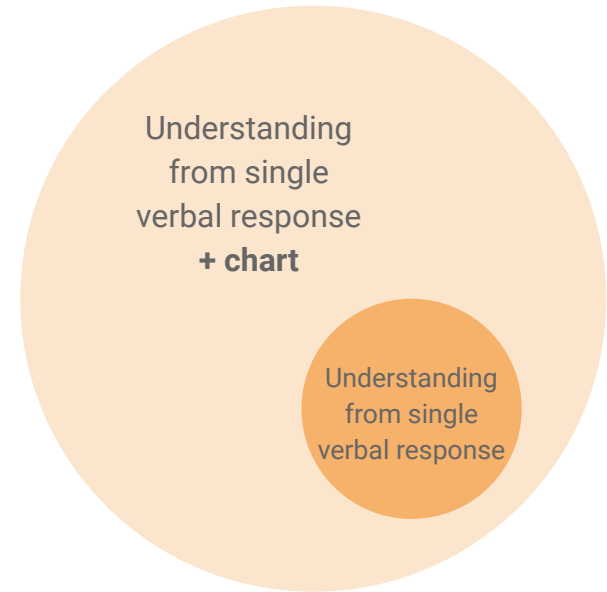 Understanding
from single
verbal response
+ chart
Understanding
from single
verbal response